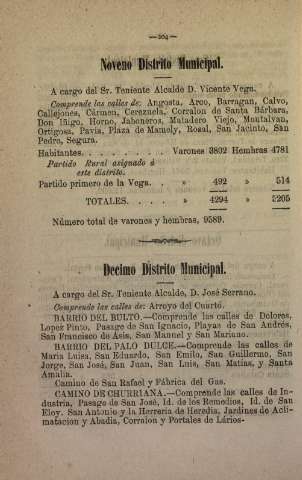 —204—
Noveno Distrito Municipal.
A cargo del Sr. Teniente Alcalde D. Vicente Vega.
Comprende las calles de: Angosta, Arco, Barragan, Calvo,
Callejones, Cármen, Cerezuela, Corralon de Santa Bárbara,
Don Iñigo, Horno, Jaboneros, Matadero Viejo, Montalvan,
Ortigosa, Pavia, Plaza de Mamely, Rosal, San Jacinto, San
Pedro, Segura.
Habitantes. . . . . . Varones 3802 Hembras 4781
Partido Rural asignado á
este distrito.
Partido primero de la Vega. . » 492 » 514
TOTALES. . . . . » 4294 » 5295
Número total de varones y hembras, 9589.
Decimo Distrito Municipal.
A cargo del Sr. Teniente Alcalde, D. José Serrano.
Comprende las calles de: Arroyo del Cuarto.
BARRIO DEL BULTO.—Comprende las calles de Dolores,
Lopez Pinto, Pasage de San Ignacio, Playas de San Andrés,
San Francisco de Asis, San Manuel y San Mariano.
BARRIO DEL PALO DULCE.—Comprende las calles de
Maria Luisa, San Eduardo, San Emilo, San Guillermo, San
Jorge, San José, San Juan, San Luis, San Matías, y Santa
Amalia.
Camino de San Rafael y Fábrica del Gas.
CAMINO DE CHURRIANA.—Comprende las calles de In-
dustria, Pasago de San José, Id. de los Remedios, Id. de San
Eloy. San Antonio y la Herreria de Heredia, Jardines de Acli-
matacion y Abadia, Corralon y Portales de Lários-